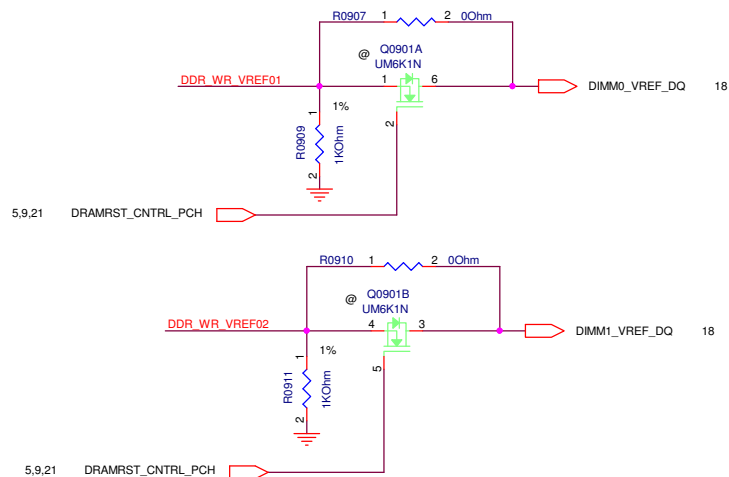 R0907 1 2 0Ohm
@ Q0901A
UM6K1N
DDR_WR_VREF01 1 6 DIMM0_VREF_DQ 18
1%
1
R0909
1KOhm
2
2
5,9,21 DRAMRST_CNTRL_PCH
R0910 1 2 0Ohm
@ Q0901B
UM6K1N
DDR_WR_VREF02 4 3 DIMM1_VREF_DQ 18
1%
1
R0911
1KOhm
2
5
5,9,21 DRAMRST_CNTRL_PCH